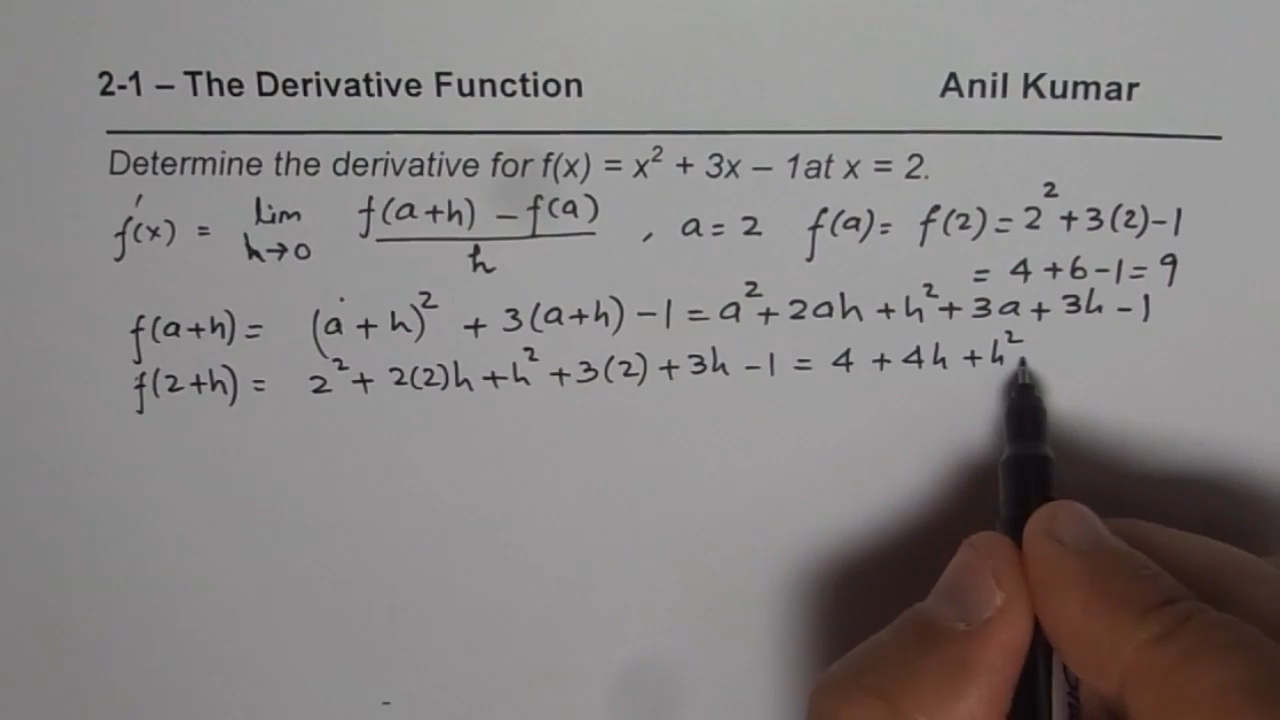 2-1 – The Derivative Function Anil Kumar
Determine the derivative for f(x) = x² + 3x – 1at x = 2.
f'(x) = lim h→0 f(a+h) – f(a) / h , a = 2 f(a) = f(2) = 2² + 3(2) – 1
= 4 + 6 – 1 = 9
f(a+h) = (a + h)² + 3(a+h) – 1 = a² + 2ah + h² + 3a + 3h – 1
f(2+h) = 2² + 2(2)h + h² + 3(2) + 3h – 1 = 4 + 4h + h²